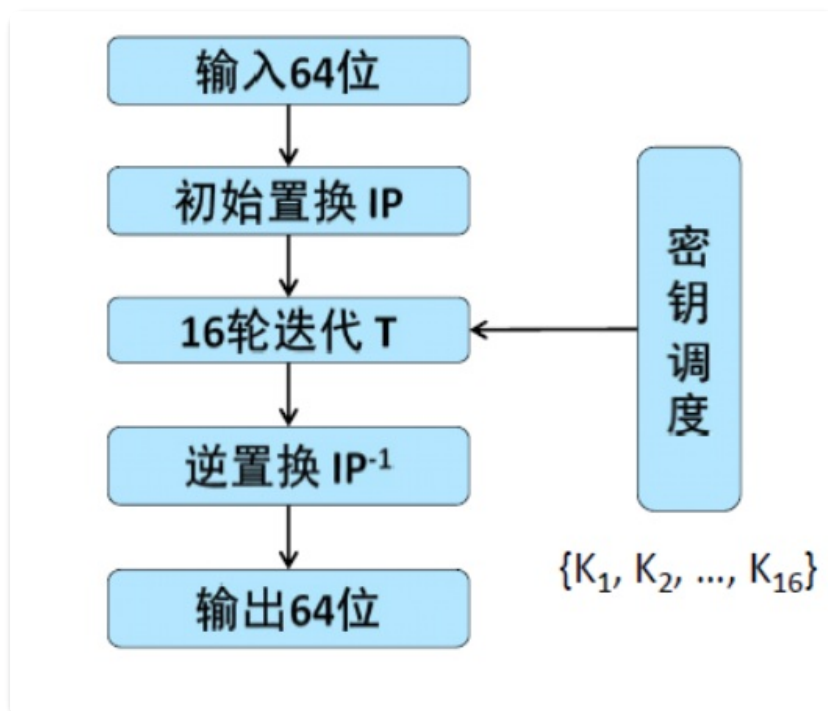 输入64位
初始置换 IP
16轮迭代 T
逆置换 IP⁻¹
输出64位
密钥调度
{K₁, K₂, ..., K₁₆}